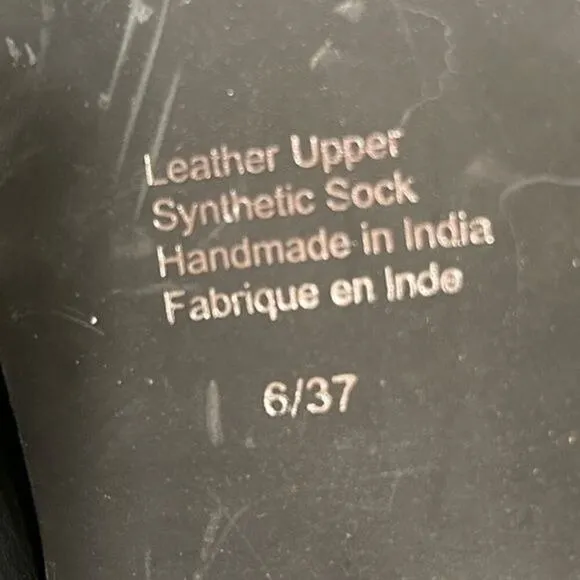 Leather Upper
Synthetic Sock
Handmade in India
Fabrique en Inde
6/37